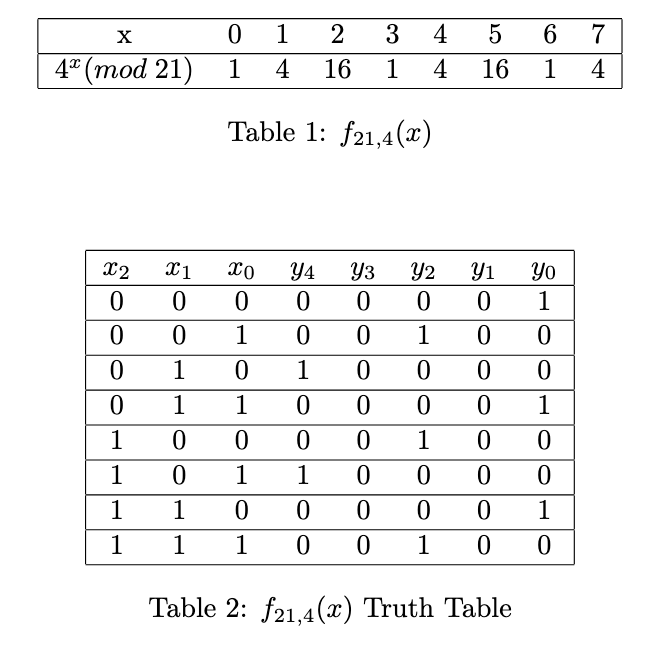 x 0 1 2 3 4 5 6 7
4^x(mod 21) 1 4 16 1 4 16 1 4
Table 1: f_{21,4}(x)
x_2 x_1 x_0 y_4 y_3 y_2 y_1 y_0
0 0 0 0 0 0 0 1
0 0 1 0 0 1 0 0
0 1 0 1 0 0 0 0
0 1 1 0 0 0 0 1
1 0 0 0 0 1 0 0
1 0 1 1 0 0 0 0
1 1 0 0 0 0 0 1
1 1 1 0 0 1 0 0
Table 2: f_{21,4}(x) Truth Table